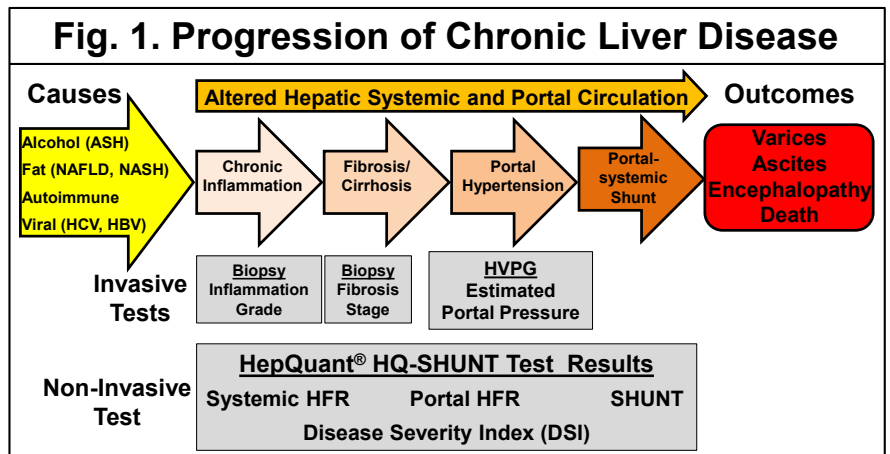 Fig. 1. Progression of Chronic Liver Disease
Causes
Altered Hepatic Systemic and Portal Circulation
Outcomes
Alcohol (ASH)
Fat (NAFLD, NASH)
Autoimmune
Viral (HCV, HBV)
Chronic
Inflammation
Fibrosis/
Cirrhosis
Portal
Hypertension
Portal-
systemic
Shunt
Varices
Ascites
Encephalopathy
Death
Invasive
Tests
Biopsy
Inflammation
Grade
Biopsy
Fibrosis
Stage
HVPG
Estimated
Portal Pressure
Non-Invasive
Test
HepQuant® HQ-SHUNT Test Results
Systemic HFR Portal HFR SHUNT
Disease Severity Index (DSI)